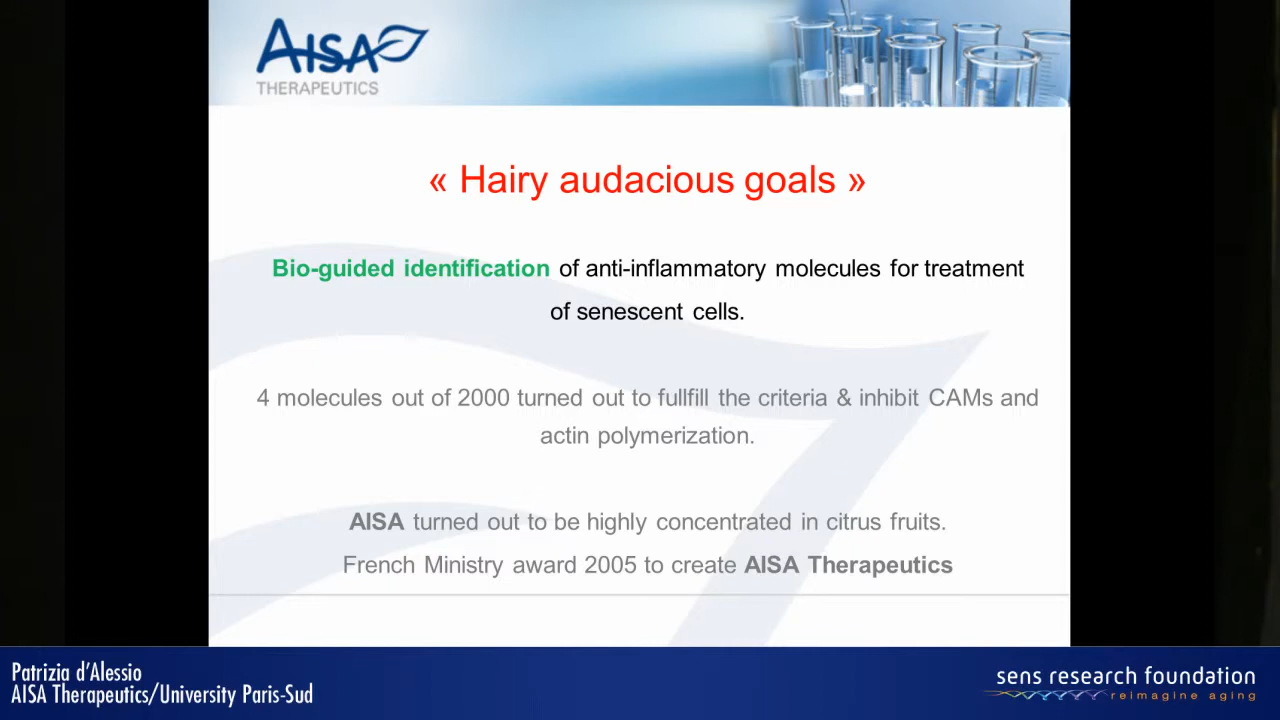 AISA
THERAPEUTICS
« Hairy audacious goals »
Bio-guided identification of anti-inflammatory molecules for treatment
of senescent cells.
4 molecules out of 2000 turned out to fullfill the criteria & inhibit CAMs and
actin polymerization.
AISA turned out to be highly concentrated in citrus fruits.
French Ministry award 2005 to create AISA Therapeutics
Patrizia d'Alessio
AISA Therapeutics/University Paris-Sud
sens research foundation
reimagine aging